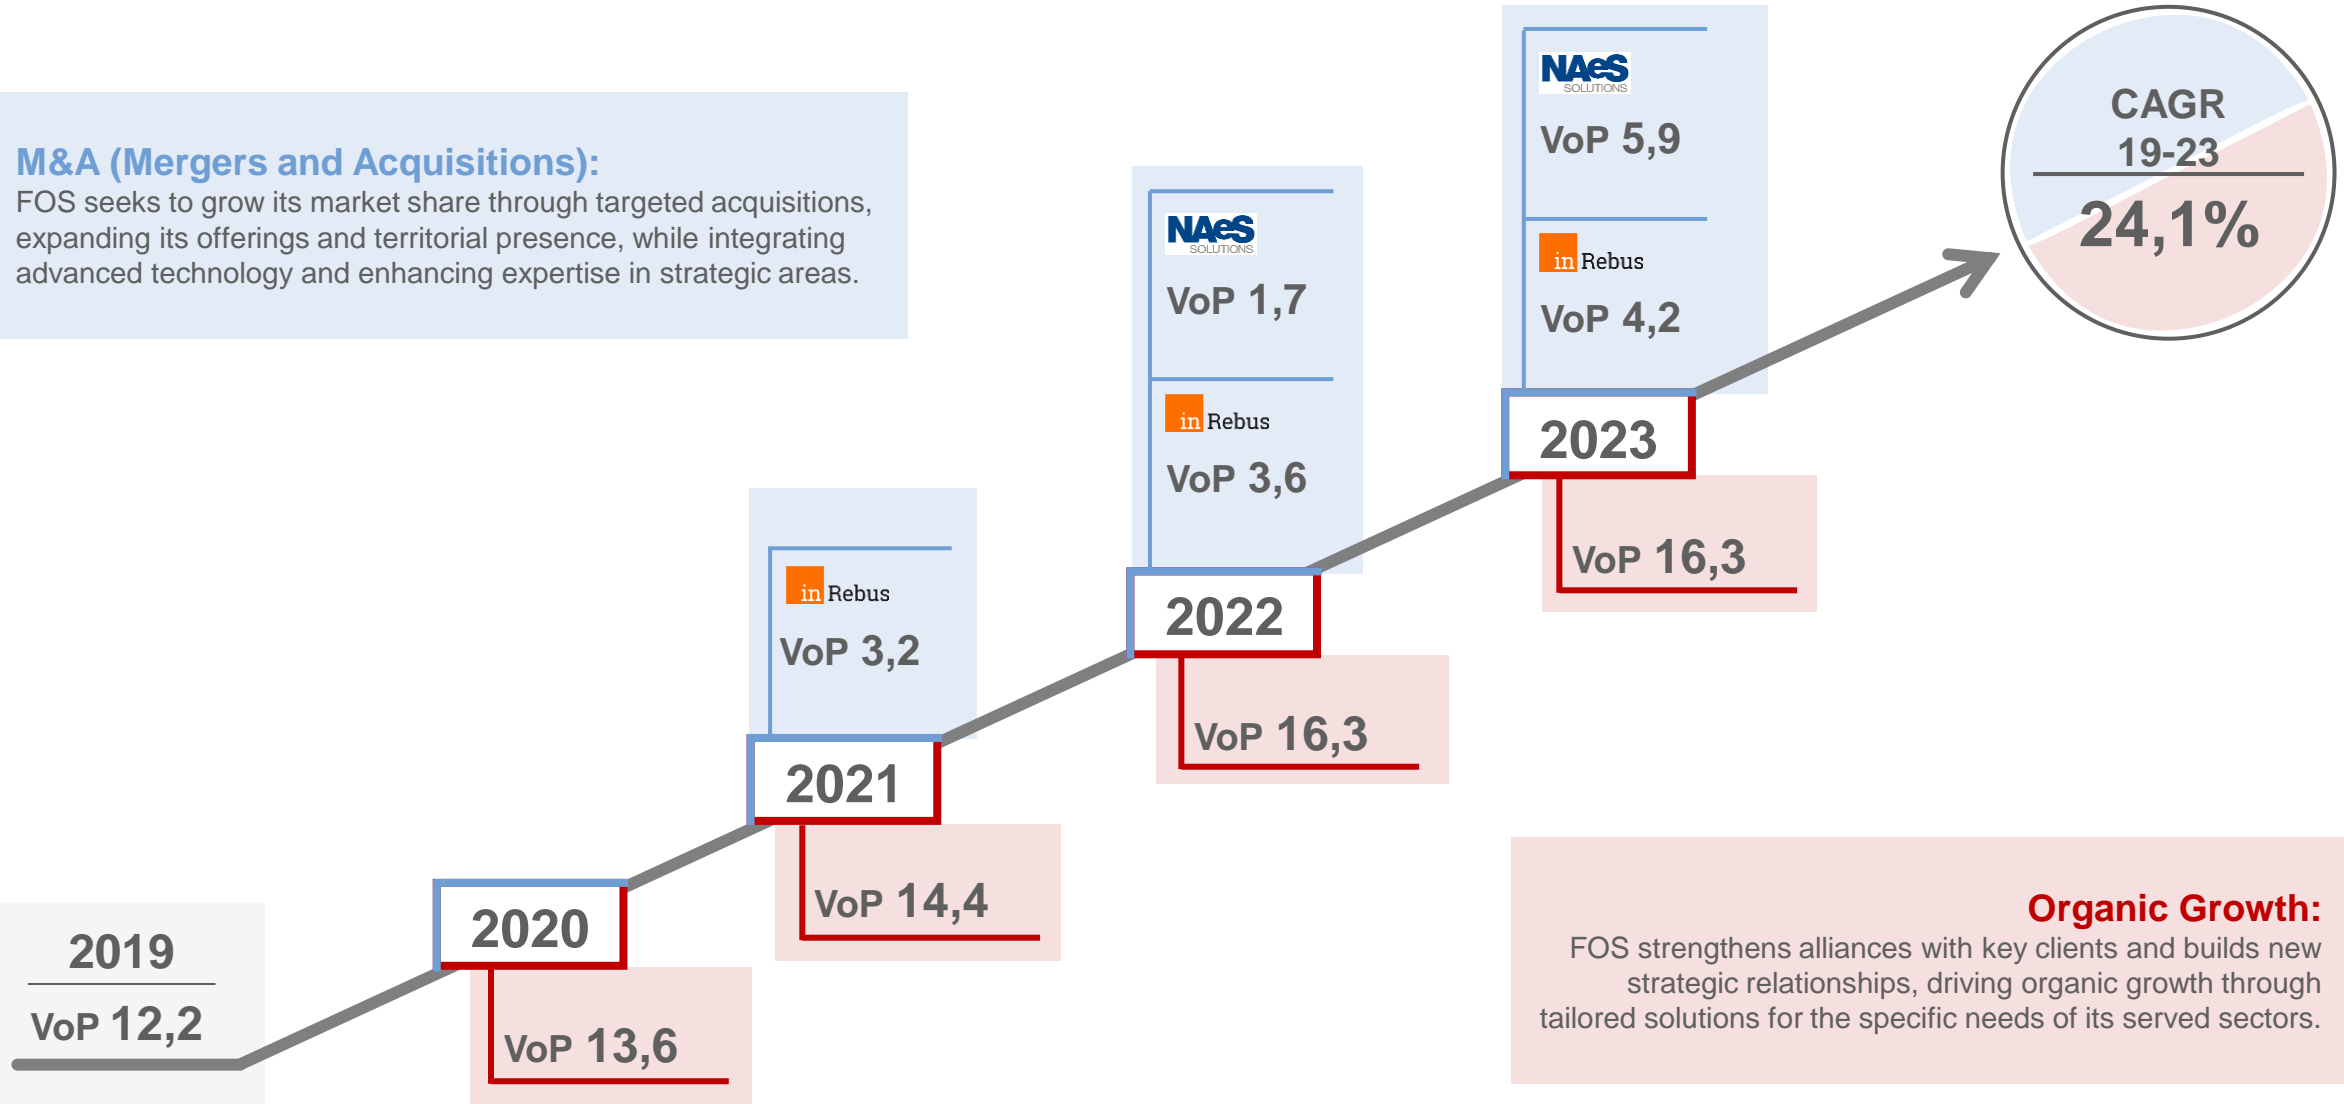 M&A (Mergers and Acquisitions):
FOS seeks to grow its market share through targeted acquisitions,
expanding its offerings and territorial presence, while integrating
advanced technology and enhancing expertise in strategic areas.
2019
VoP 12,2
2020
VoP 13,6
in Rebus
VoP 3,2
2021
VoP 14,4
NAeS
SOLUTIONS
VoP 1,7
in Rebus
VoP 3,6
2022
VoP 16,3
NAeS
SOLUTIONS
VoP 5,9
in Rebus
VoP 4,2
2023
VoP 16,3
CAGR
19-23
24,1%
Organic Growth:
FOS strengthens alliances with key clients and builds new
strategic relationships, driving organic growth through
tailored solutions for the specific needs of its served sectors.